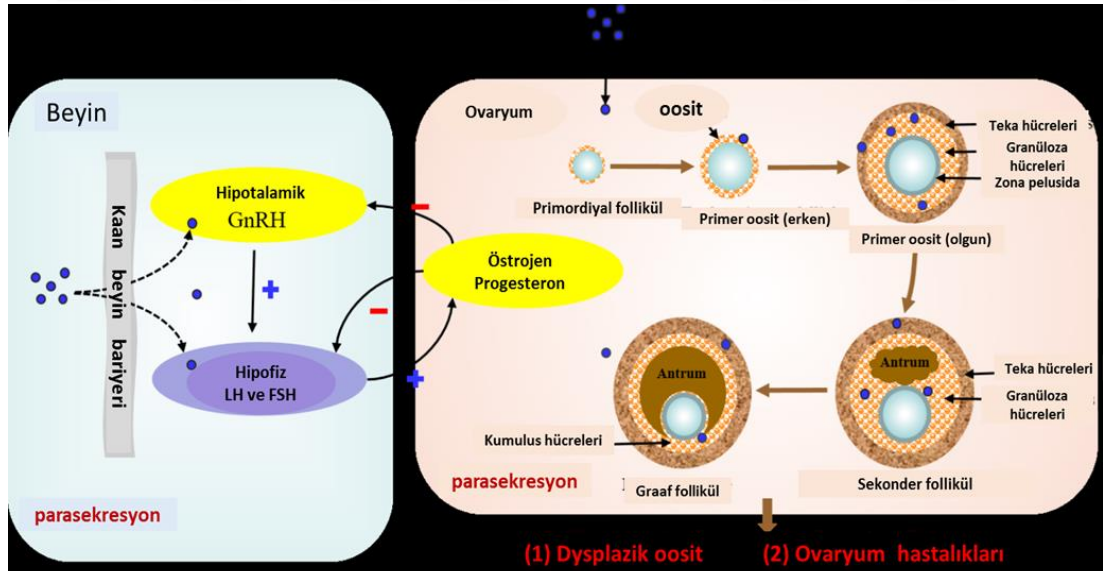 Beyin
Kaan beyin bariyeri
Hipotalamik
GnRH
+
Hipofiz
LH ve FSH
parasekresyon
−
−
+
Östrojen
Progesteron
Ovaryum
oosit
Primordiyal follikül
Primer oosit (erken)
Primer oosit (olgun)
Teka hücreleri
Granüloza
hücreleri
Zona pelusida
Antrum
Teka hücreleri
Granüloza
hücreleri
Sekonder follikül
Antrum
Kumulus hücreleri
Graaf follikül
parasekresyon
(1) Dysplazik oosit
(2) Ovaryum hastalıkları